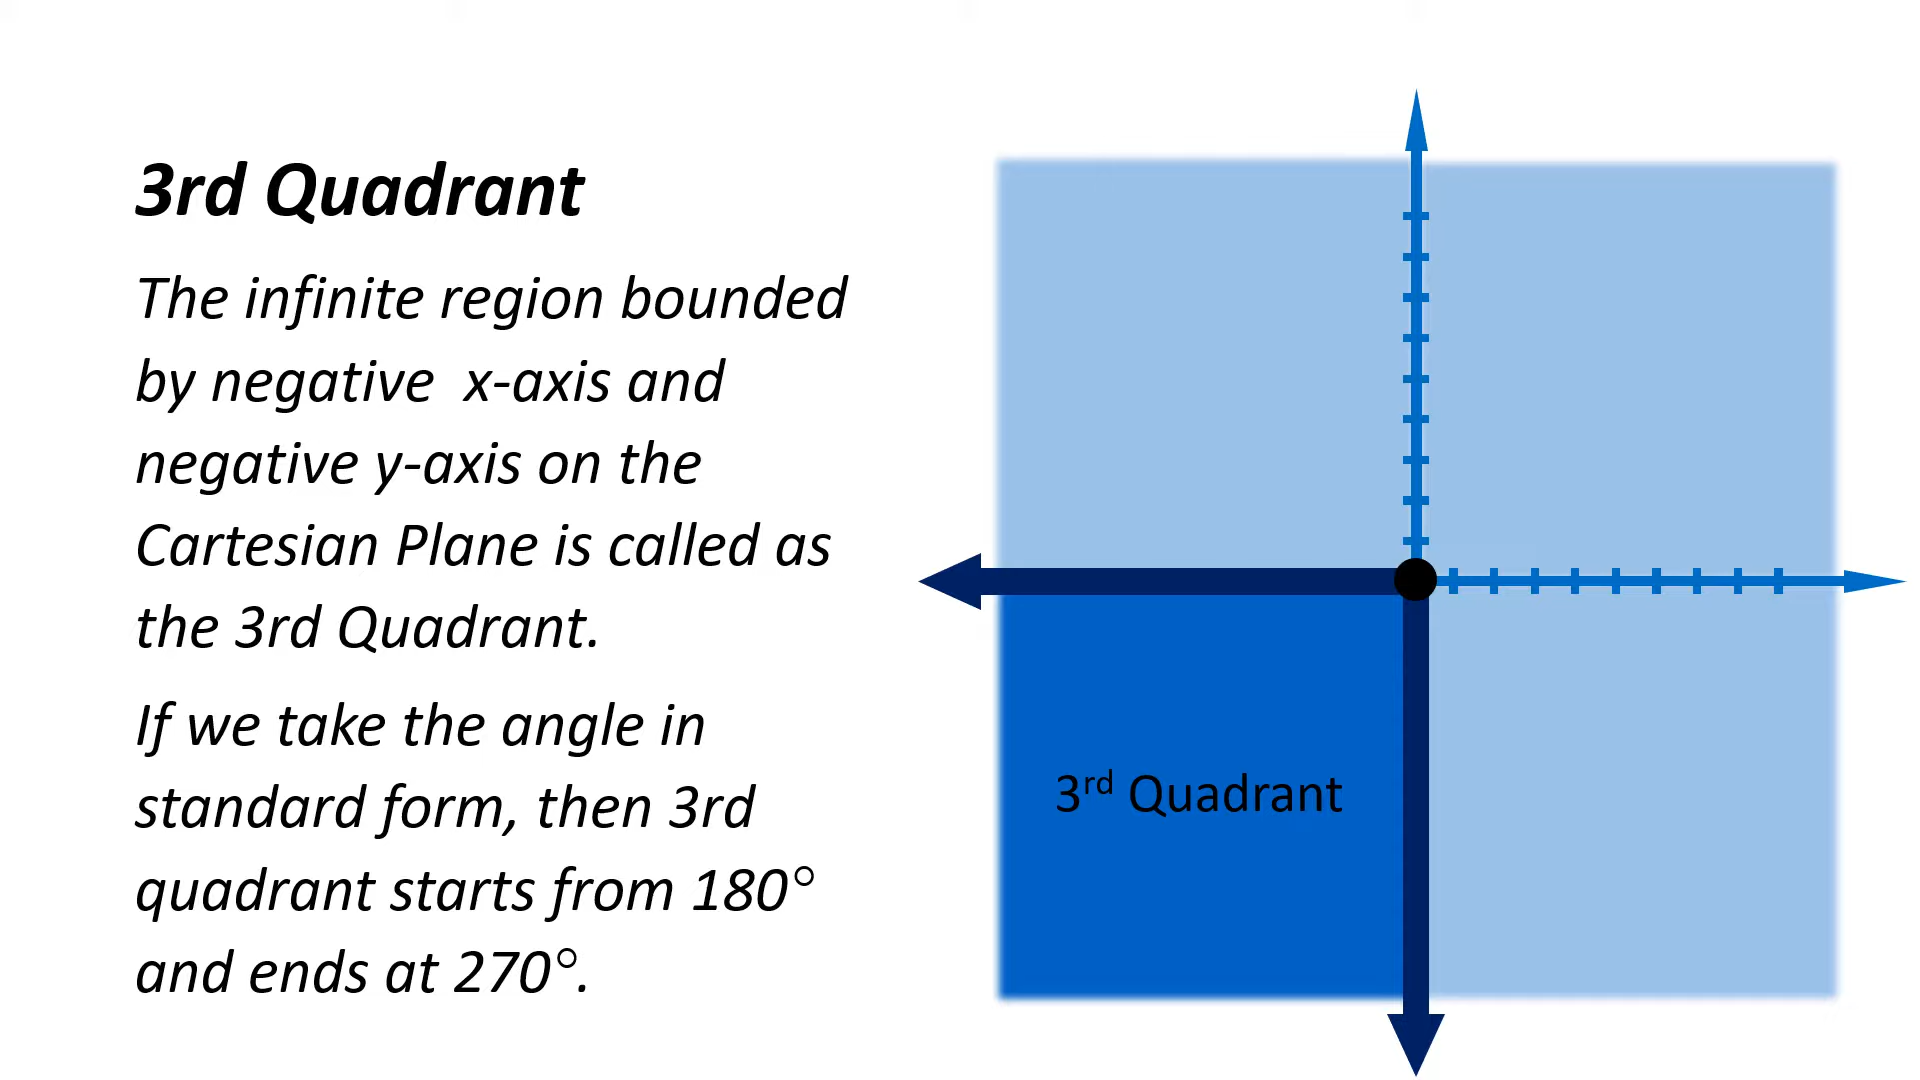 3rd Quadrant
The infinite region bounded
by negative  x-axis and
negative y-axis on the
Cartesian Plane is called as
the 3rd Quadrant.
If we take the angle in
standard form, then 3rd
quadrant starts from 180°
and ends at 270°.
3rd Quadrant